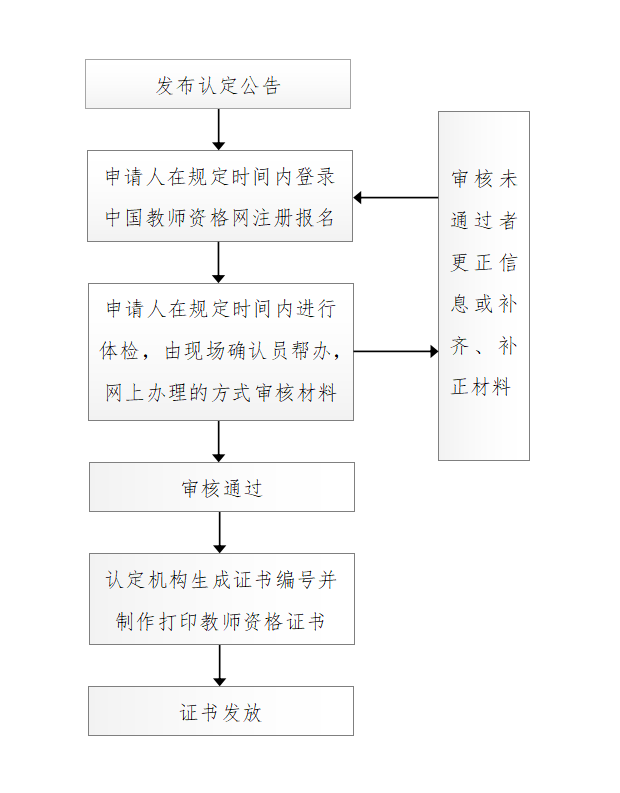 发布认定公告
申请人在规定时间内登录
中国教师资格网注册报名
申请人在规定时间内进行
体检，由现场确认员帮办，
网上办理的方式审核材料
审核未
通过者
更正信
息或补
齐、补
正材料
审核通过
认定机构生成证书编号并
制作打印教师资格证书
证书发放